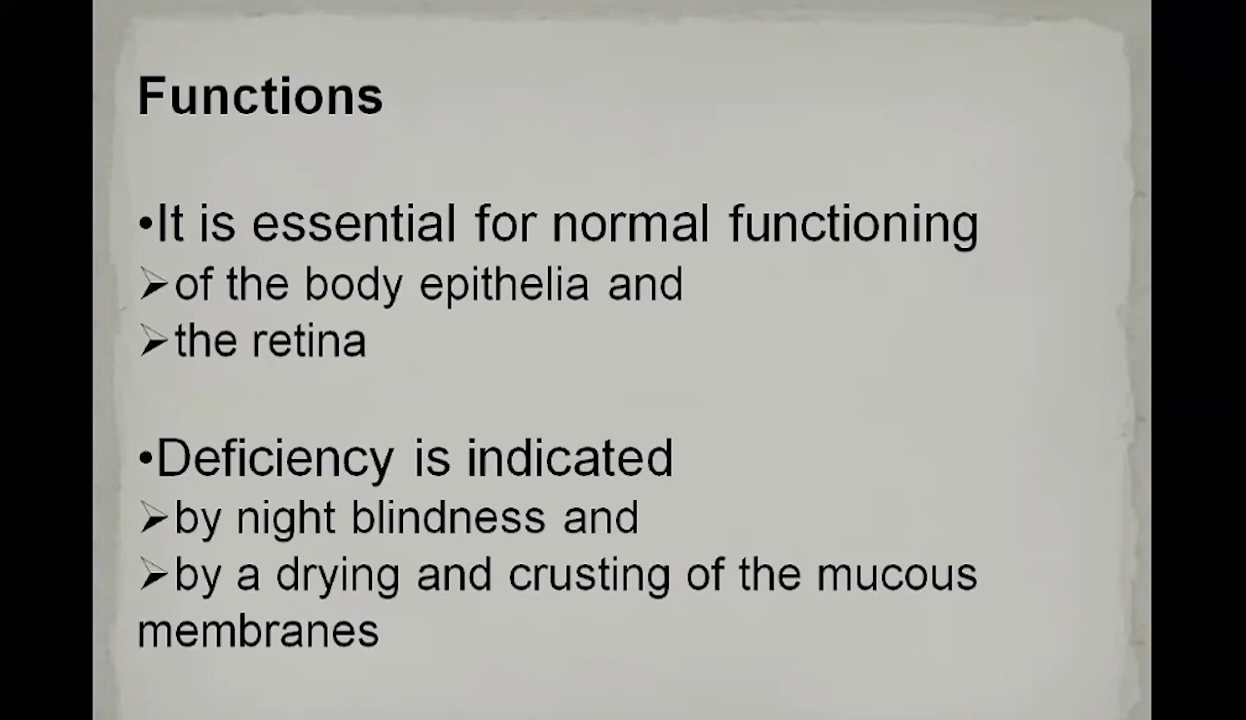 Functions
•It is essential for normal functioning
➢of the body epithelia and
➢the retina
•Deficiency is indicated
➢by night blindness and
➢by a drying and crusting of the mucous
membranes